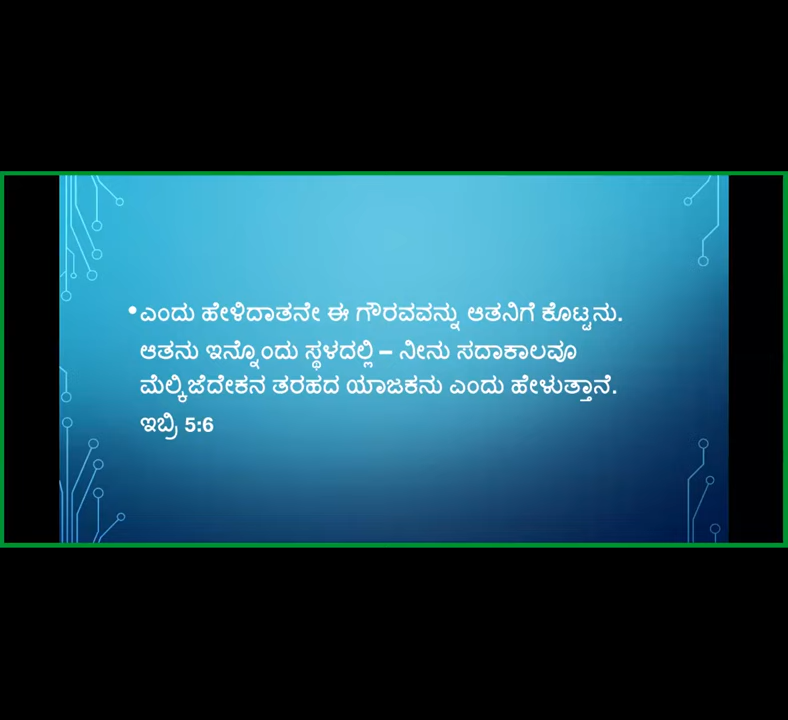 •ಎಂದು ಹೇಳಿದಾತನೇ ಈ ಗೌರವವನ್ನು ಆತನಿಗೆ ಕೊಟ್ಟನು.
ಆತನು ಇನ್ನೊಂದು ಸ್ಥಳದಲ್ಲಿ – ನೀನು ಸದಾಕಾಲವೂ
ಮೆಲ್ಕಿಜೆದೇಕನ ತರಹದ ಯಾಜಕನು ಎಂದು ಹೇಳುತ್ತಾನೆ.
ಇಬ್ರಿ 5:6